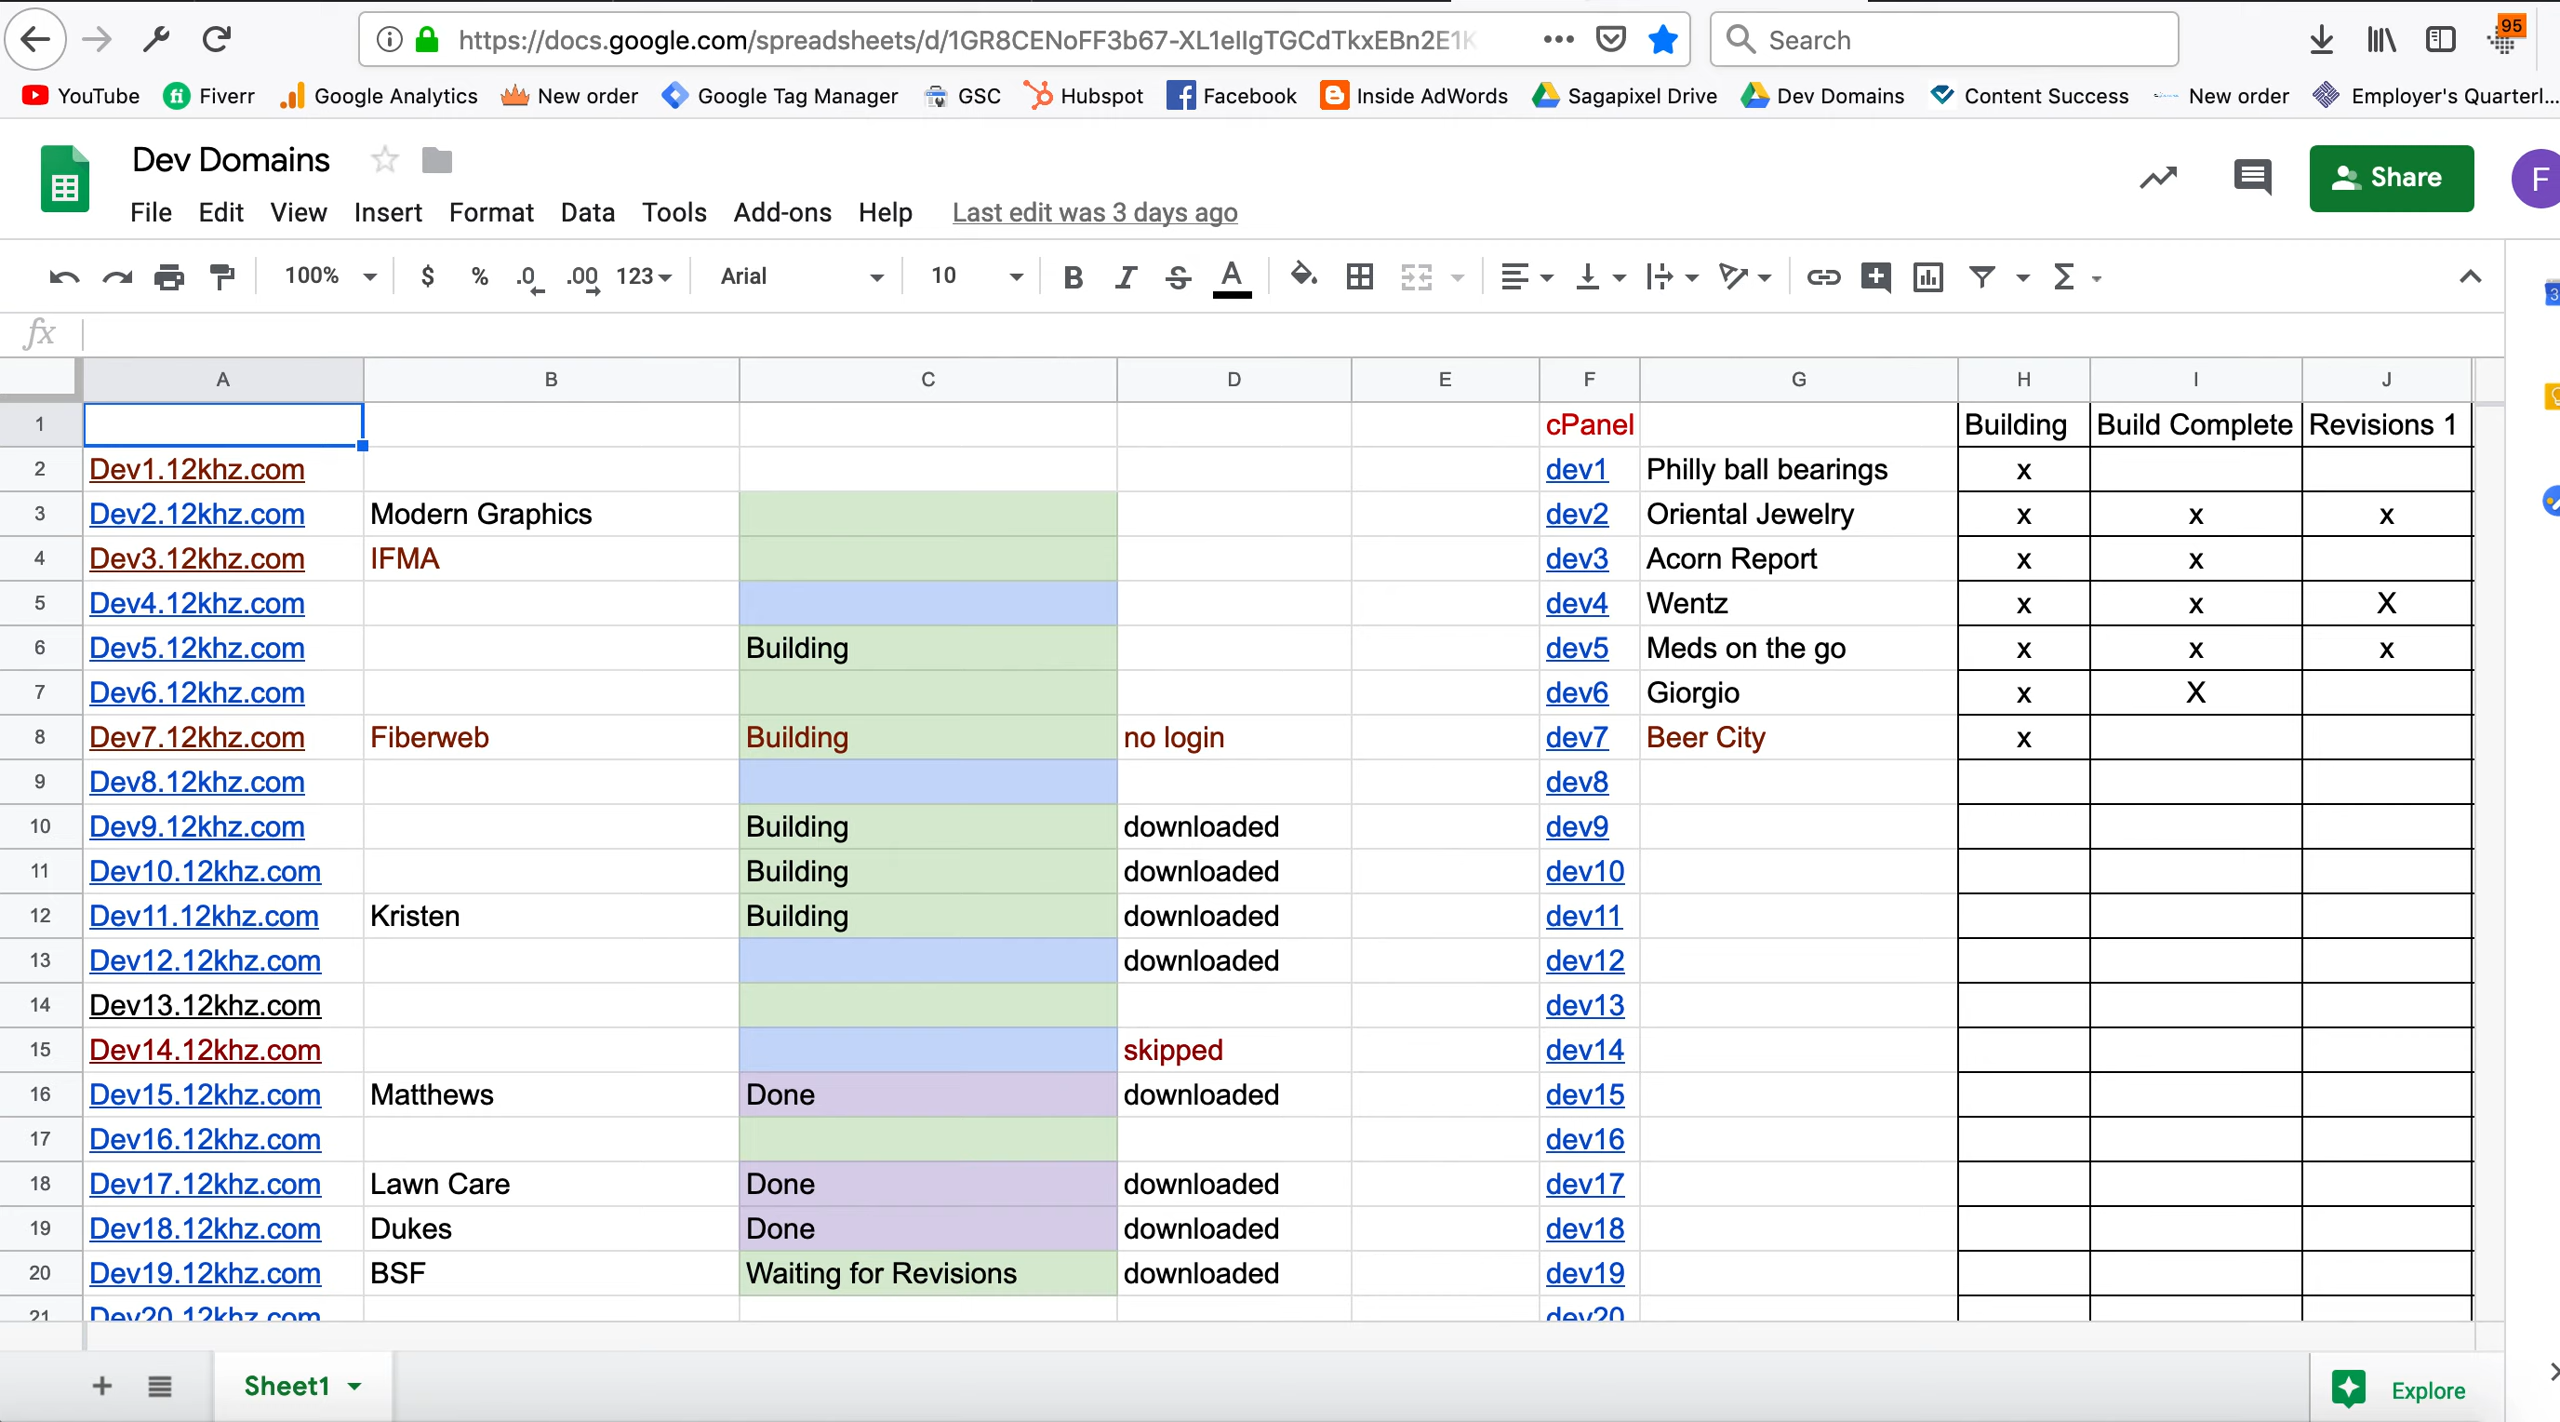 https://docs.google.com/spreadsheets/d/1GR8CENoFF3b67-XL1eIIgTGCdTkxEBn2E1K
Search
95
YouTube fi Fiverr Google Analytics New order Google Tag Manager GSC Hubspot Facebook Inside AdWords Sagapixel Drive Dev Domains Content Success New order Employer's Quarterl...
Dev Domains
Share
F
File Edit View Insert Format Data Tools Add-ons Help Last edit was 3 days ago
100% $ % .0 .00 123 Arial 10 B I S A
fx
A B C D E F G H I J
1 cPanel Building Build Complete Revisions 1
2 Dev1.12khz.com dev1 Philly ball bearings x
3 Dev2.12khz.com Modern Graphics dev2 Oriental Jewelry x x x
4 Dev3.12khz.com IFMA dev3 Acorn Report x x
5 Dev4.12khz.com dev4 Wentz x x X
6 Dev5.12khz.com Building dev5 Meds on the go x x x
7 Dev6.12khz.com dev6 Giorgio x X
8 Dev7.12khz.com Fiberweb Building no login dev7 Beer City x
9 Dev8.12khz.com dev8
10 Dev9.12khz.com Building downloaded dev9
11 Dev10.12khz.com Building downloaded dev10
12 Dev11.12khz.com Kristen Building downloaded dev11
13 Dev12.12khz.com downloaded dev12
14 Dev13.12khz.com dev13
15 Dev14.12khz.com skipped dev14
16 Dev15.12khz.com Matthews Done downloaded dev15
17 Dev16.12khz.com dev16
18 Dev17.12khz.com Lawn Care Done downloaded dev17
19 Dev18.12khz.com Dukes Done downloaded dev18
20 Dev19.12khz.com BSF Waiting for Revisions downloaded dev19
21 Dev20.12khz.com dev20
Sheet1
Explore